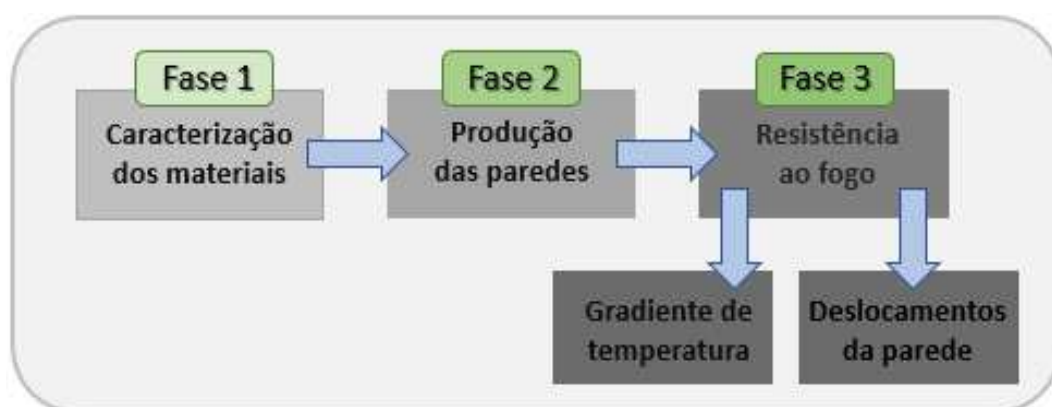 Fase 1
Caracterização
dos materiais
Fase 2
Produção
das paredes
Fase 3
Resistência
ao fogo
Gradiente de
temperatura
Deslocamentos
da parede